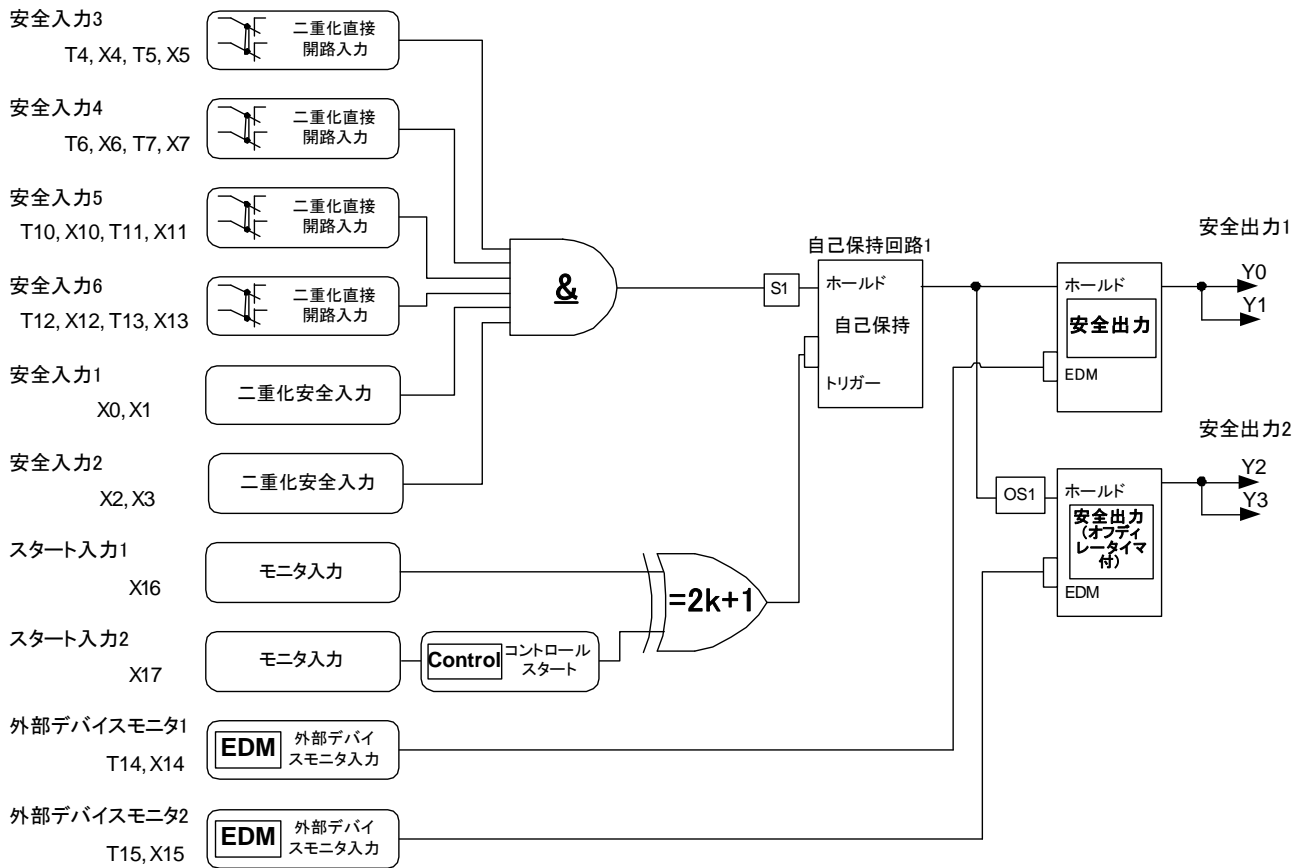 安全入力3
T4, X4, T5, X5
二重化直接
開路入力
安全入力4
T6, X6, T7, X7
二重化直接
開路入力
安全入力5
T10, X10, T11, X11
二重化直接
開路入力
安全入力6
T12, X12, T13, X13
二重化直接
開路入力
安全入力1
X0, X1
二重化安全入力
安全入力2
X2, X3
二重化安全入力
スタート入力1
X16
モニタ入力
スタート入力2
X17
モニタ入力
Control
コントロール
スタート
外部デバイスモニタ1
T14, X14
EDM
外部デバイ
スモニタ入力
外部デバイスモニタ2
T15, X15
EDM
外部デバイ
スモニタ入力
&
=2k+1
S1
自己保持回路1
ホールド
自己保持
トリガー
ホールド
安全出力
EDM
安全出力1
Y0
Y1
OS1
ホールド
安全出力
(オフディ
レータイマ
付)
EDM
安全出力2
Y2
Y3